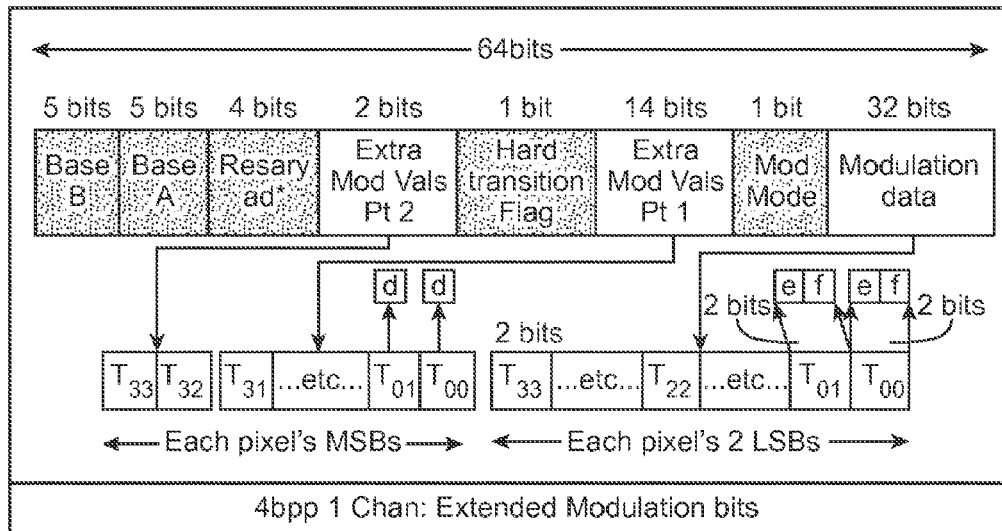 64bits
5 bits 5 bits 4 bits 2 bits 1 bit 14 bits 1 bit 32 bits
Base B
Base A
Resary ad*
Extra Mod Vals Pt 2
Hard transition Flag
Extra Mod Vals Pt 1
Mod Mode
Modulation data
d d
e f e f
2 bits 2 bits 2 bits
T33 T32 T31 ...etc... T01 T00
T33 ...etc... T22 ...etc... T01 T00
Each pixel's MSBs
Each pixel's 2 LSBs
4bpp 1 Chan: Extended Modulation bits